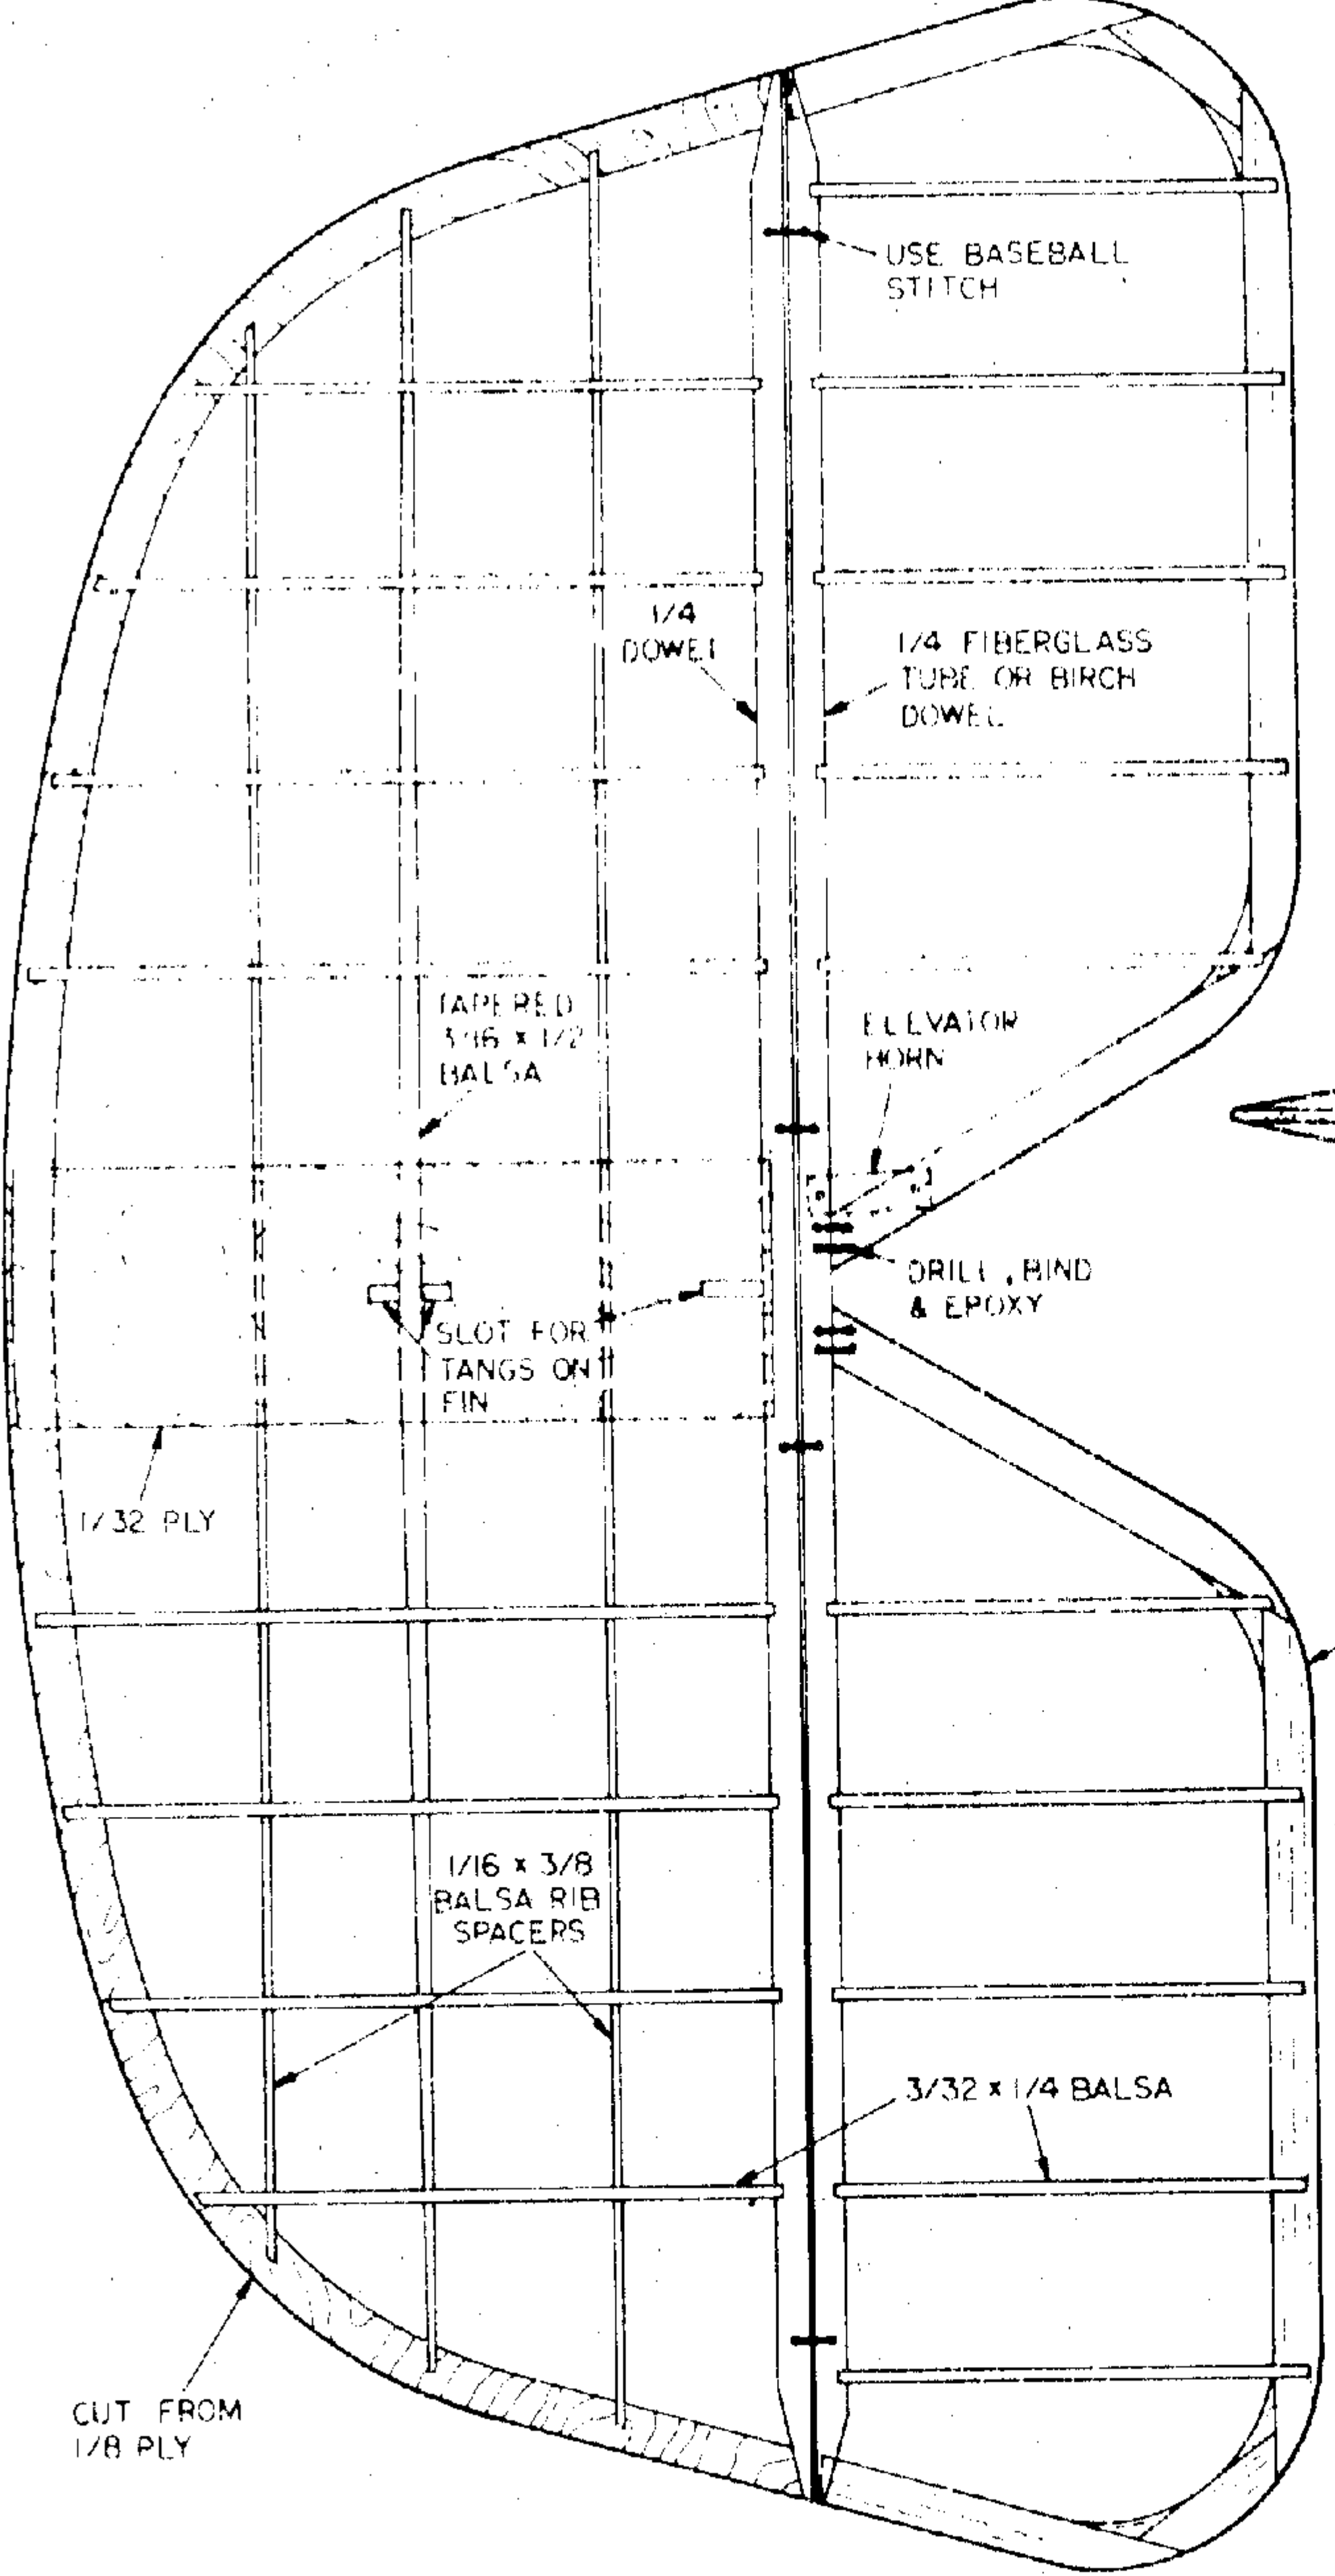 USE BASEBALL
STITCH
1/4
DOWEL
1/4 FIBERGLASS
TUBE OR BIRCH
DOWEL
TAPERED
3/16 x 1/2
BALSA
ELEVATOR
HORN
DRILL, BIND
& EPOXY
SLOT FOR
TANGS ON
FIN
1/32 PLY
1/16 x 3/8
BALSA RIB
SPACERS
3/32 x 1/4 BALSA
CUT FROM
1/8 PLY